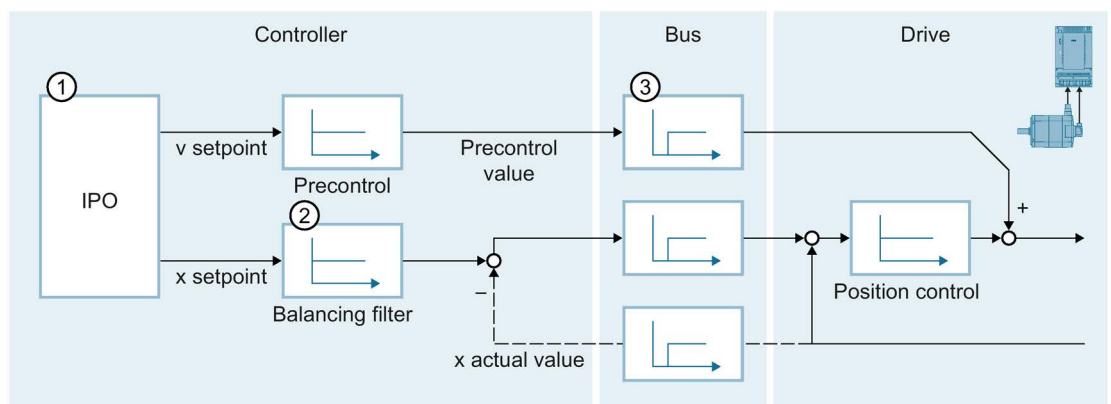 Controller
Bus
Drive
1
3
IPO
v setpoint
Precontrol
Precontrol
value
2
x setpoint
Balancing filter
−
x actual value
+
Position control